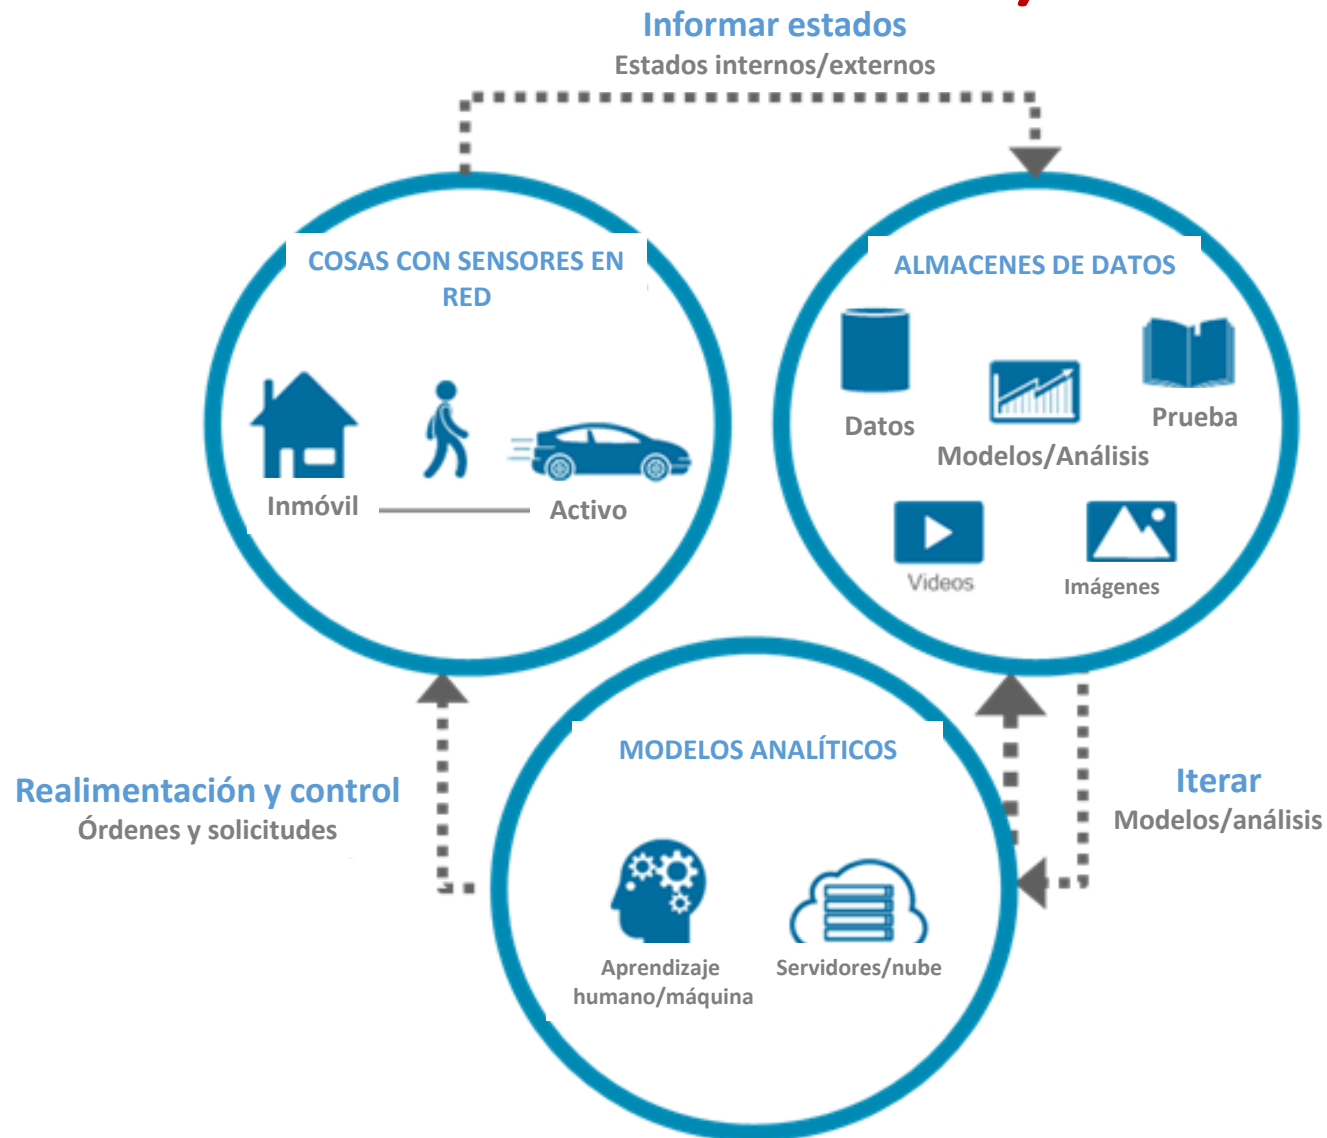 Informar estados
Estados internos/externos
COSAS CON SENSORES EN
RED
Inmóvil
Activo
ALMACENES DE DATOS
Datos
Modelos/Análisis
Prueba
Videos
Imágenes
Realimentación y control
Órdenes y solicitudes
MODELOS ANALÍTICOS
Aprendizaje
humano/máquina
Servidores/nube
Iterar
Modelos/análisis